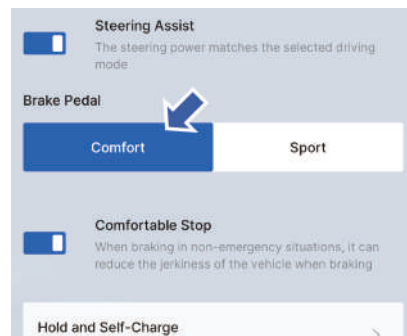 Steering Assist
The steering power matches the selected driving
mode
Brake Pedal
Comfort
Sport
Comfortable Stop
When braking in non-emergency situations, it can
reduce the jerkiness of the vehicle when braking
Hold and Self-Charge